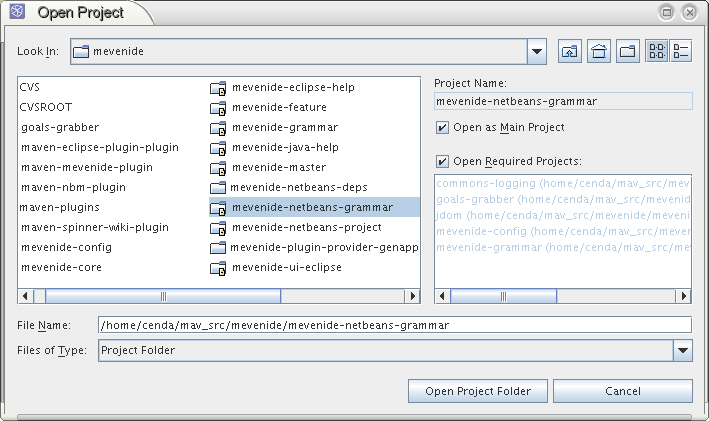 Open Project
Look In:
mevenide
CVS
CVSROOT
goals-grabber
maven-eclipse-plugin-plugin
maven-mevenide-plugin
maven-nbm-plugin
maven-plugins
maven-spinner-wiki-plugin
mevenide-config
mevenide-core
mevenide-eclipse-help
mevenide-feature
mevenide-grammar
mevenide-java-help
mevenide-master
mevenide-netbeans-deps
mevenide-netbeans-grammar
mevenide-netbeans-project
mevenide-plugin-provider-genapp
mevenide-ui-eclipse
Project Name:
mevenide-netbeans-grammar
Open as Main Project
Open Required Projects:
commons-logging (home/cenda/mav_src/mev
goals-grabber (home/cenda/mav_src/mevenid
jdom (home/cenda/mav_src/mevenide/meveni
mevenide-config (home/cenda/mav_src/meve
mevenide-grammar (home/cenda/mav_src/me
File Name:
/home/cenda/mav_src/mevenide/mevenide-netbeans-grammar
Files of Type:
Project Folder
Open Project Folder
Cancel